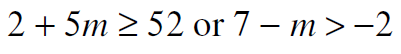 2 + 5m ≥ 52 or 7 − m > −2